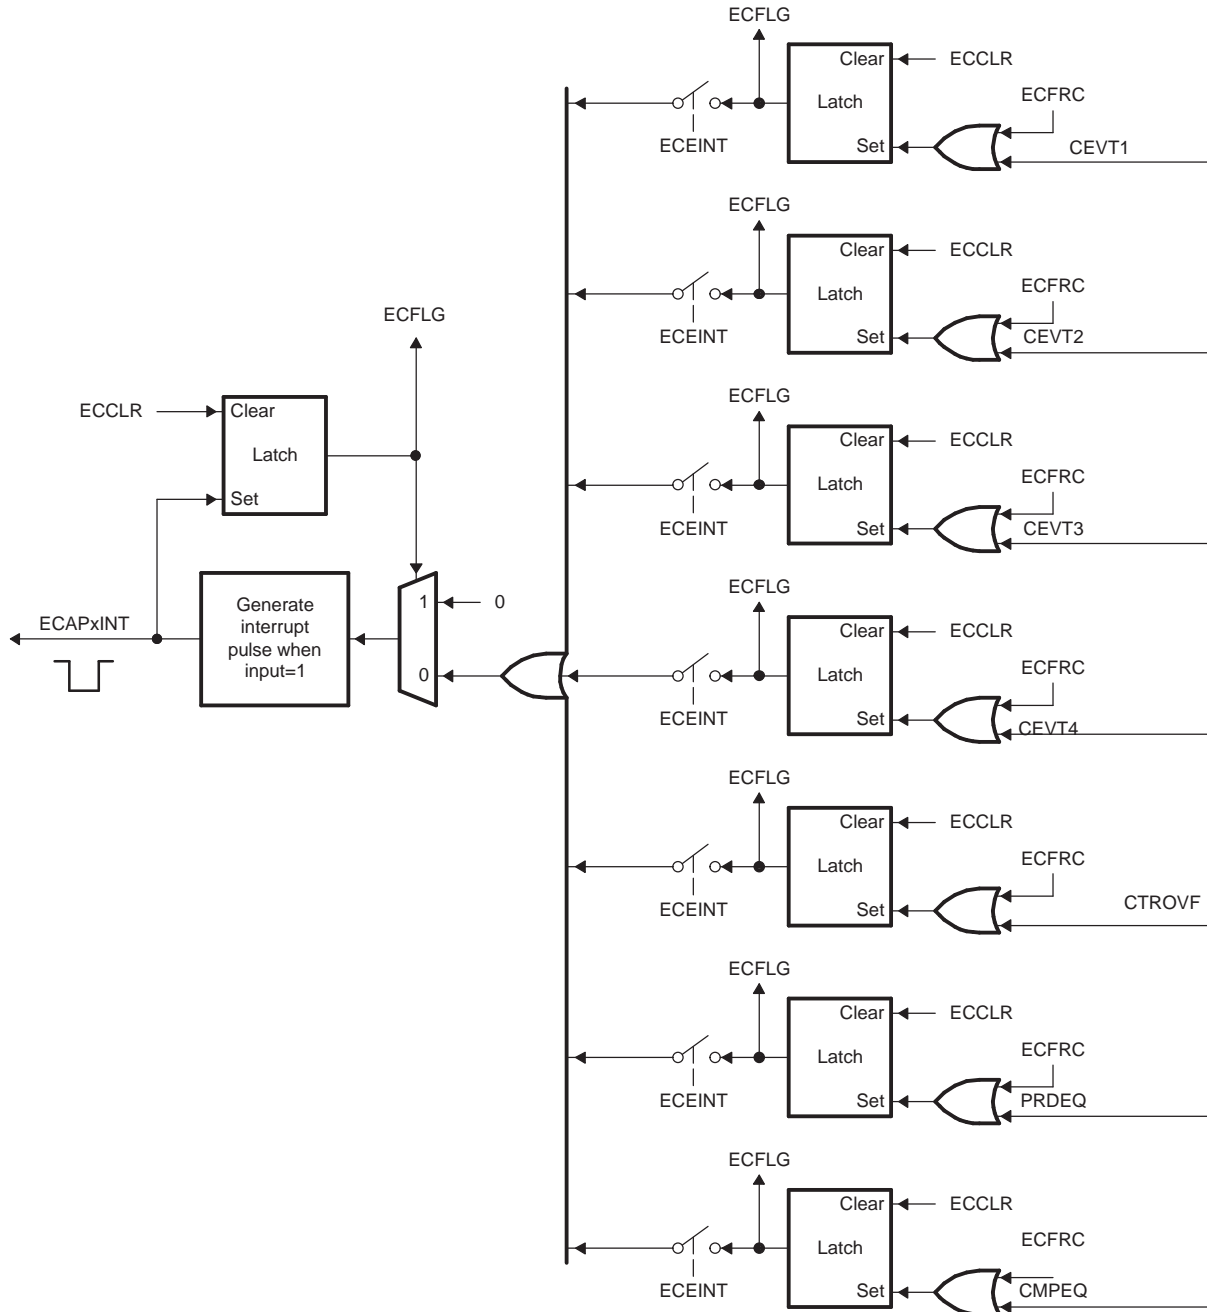 ECFLG
Clear
ECCLR
Latch
ECFRC
Set
CEVT1
ECEINT
ECFLG
Clear
ECCLR
Latch
ECFRC
Set
CEVT2
ECEINT
ECFLG
Clear
ECCLR
Latch
ECFRC
Set
CEVT3
ECEINT
ECFLG
Clear
ECCLR
Latch
ECFRC
Set
CEVT4
ECEINT
ECFLG
Clear
ECCLR
Latch
ECFRC
Set
CTROVF
ECEINT
ECFLG
Clear
ECCLR
Latch
ECFRC
Set
PRDEQ
ECEINT
ECFLG
Clear
ECCLR
Latch
ECFRC
Set
CMPEQ
ECEINT
ECFLG
ECCLR
Clear
Latch
Set
1
0
0
Generate
interrupt
pulse when
input=1
ECAPxINT